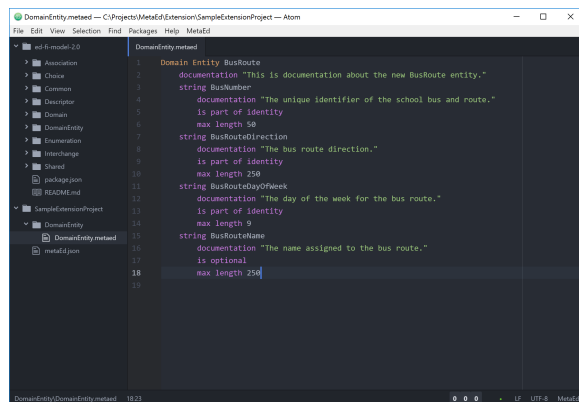 DomainEntity.metaed — C:\Projects\MetaEd\Extension\SampleExtensionProject — Atom
File Edit View Selection Find Packages Help MetaEd
ed-fi-model-2.0
Association
Choice
Common
Descriptor
Domain
DomainEntity
Enumeration
Interchange
Shared
package.json
README.md
SampleExtensionProject
DomainEntity
DomainEntity.metaed
metaEd.json
DomainEntity.metaed
1 Domain Entity BusRoute
2 documentation "This is documentation about the new BusRoute entity."
3 string BusNumber
4 documentation "The unique identifier of the school bus and route."
5 is part of identity
6 max length 50
7 string BusRouteDirection
8 documentation "The bus route direction."
9 is part of identity
10 max length 250
11 string BusRouteDayOfWeek
12 documentation "The day of the week for the bus route."
13 is part of identity
14 max length 9
15 string BusRouteName
16 documentation "The name assigned to the bus route."
17 is optional
18 max length 250
19
DomainEntity\DomainEntity.metaed 18:23 0 0 0 LF UTF-8 MetaEd